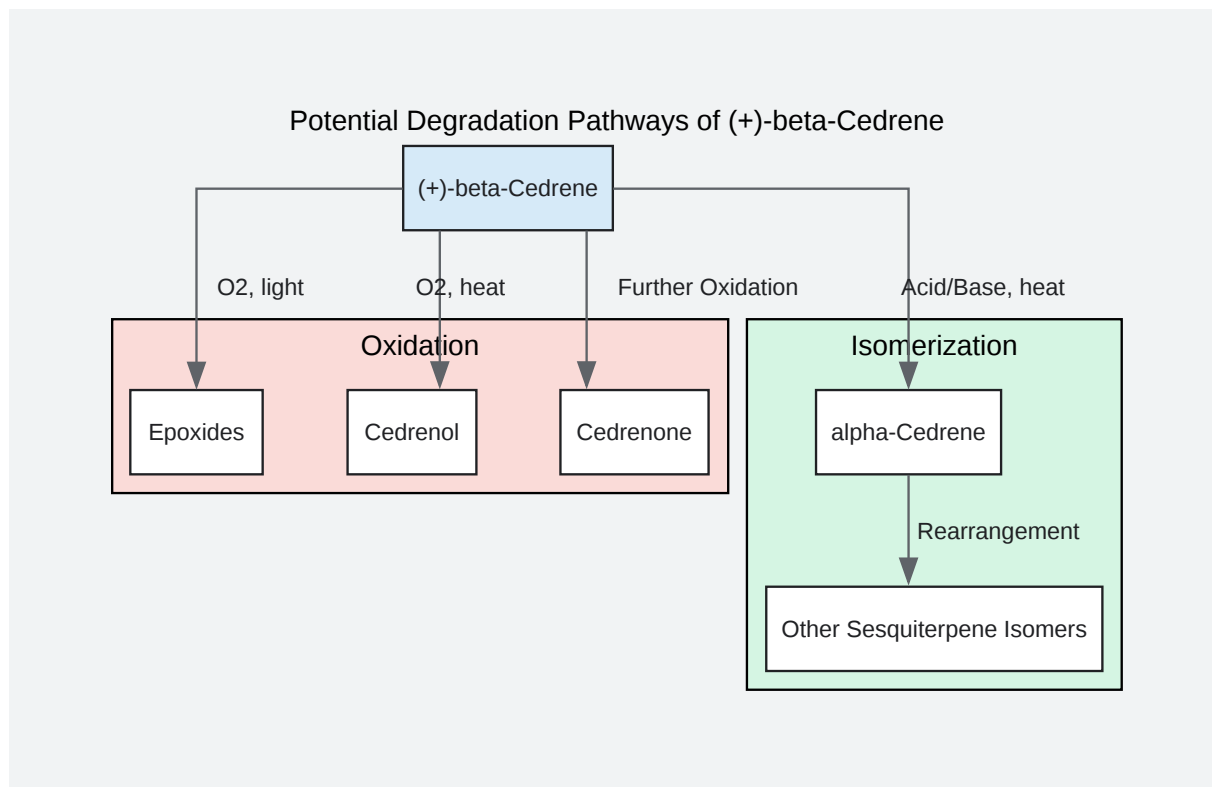 Potential Degradation Pathways of (+)-beta-Cedrene
(+)-beta-Cedrene
O2, light
O2, heat
Further Oxidation
Acid/Base, heat
Oxidation
Isomerization
Epoxides
Cedrenol
Cedrenone
alpha-Cedrene
Rearrangement
Other Sesquiterpene Isomers